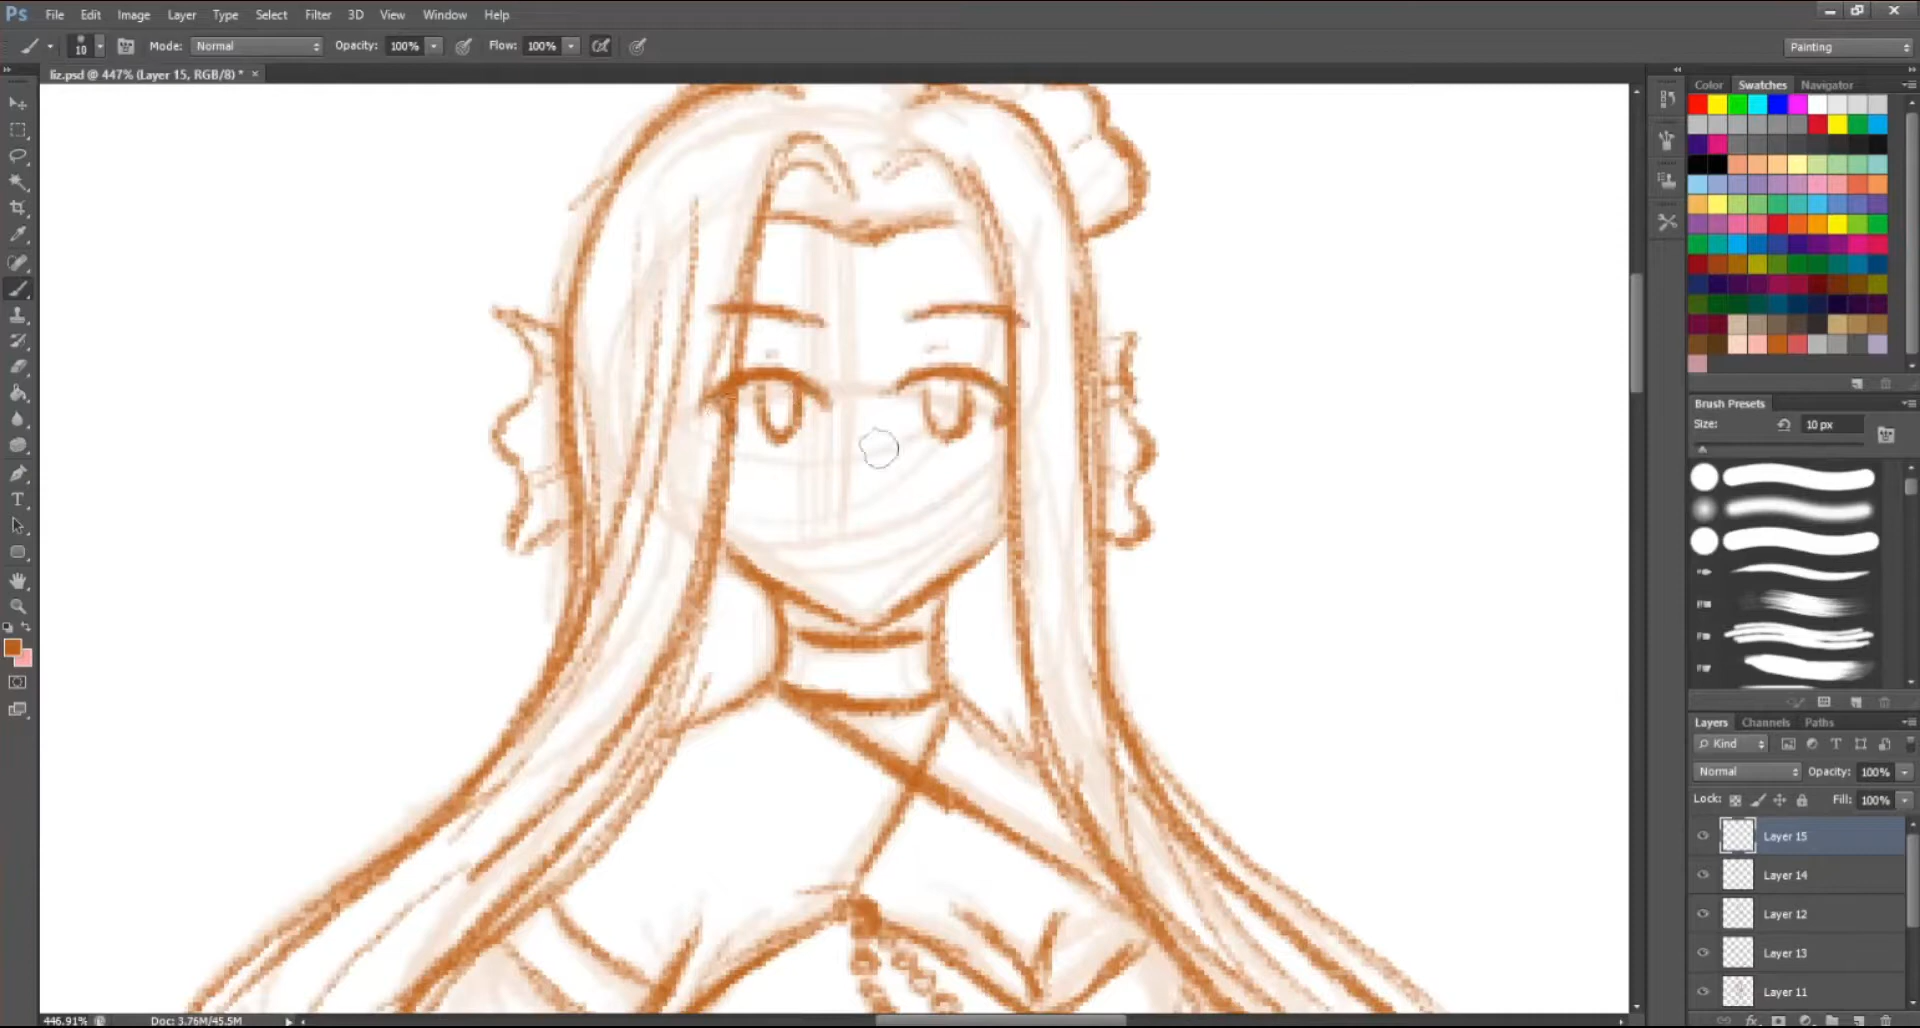 Ps File Edit Image Layer Type Select Filter 3D View Window Help
10 Mode: Normal Opacity: 100% Flow: 100% Painting
liz.psd @ 447% (Layer 15, RGB/8) * ×
Color Swatches Navigator
Brush Presets
Size: 10 px
Layers Channels Paths
Kind
Normal Opacity: 100%
Lock: Fill: 100%
Layer 15
Layer 14
Layer 12
Layer 13
Layer 11
446.91% Doc: 3.76M/45.5M